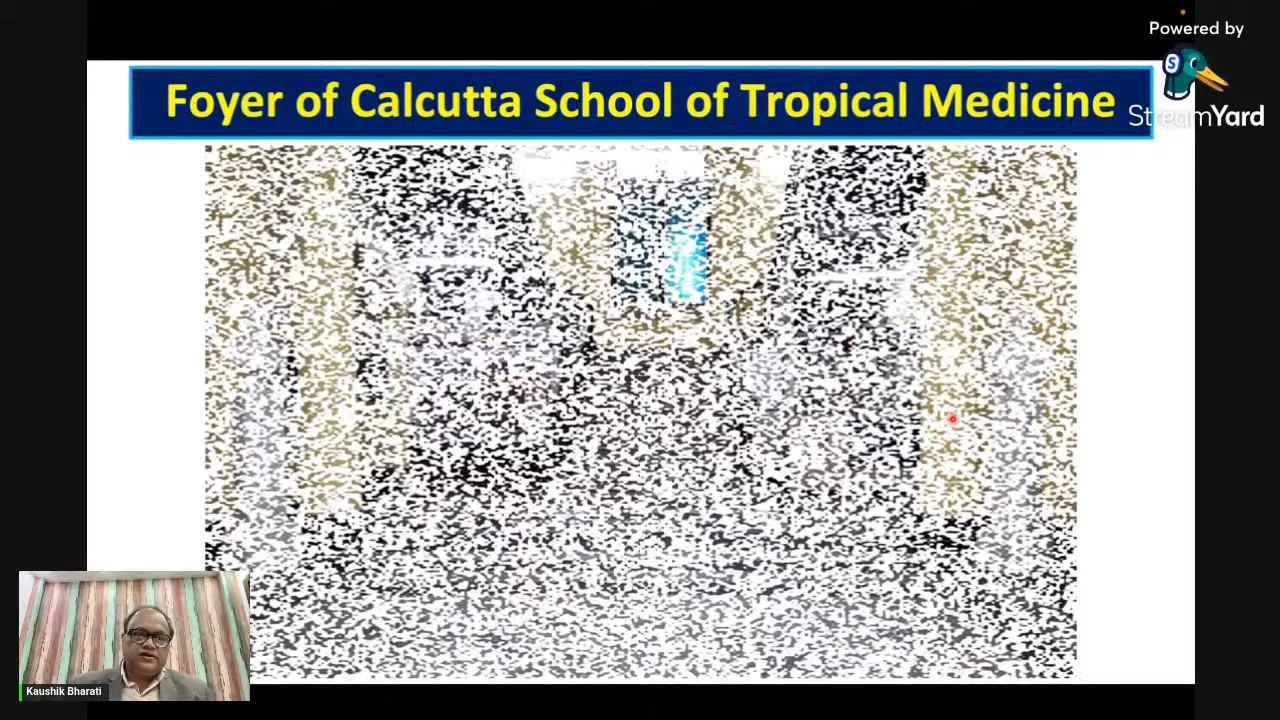 Powered by
S
StreamYard
Foyer of Calcutta School of Tropical Medicine
Kaushik Bharati